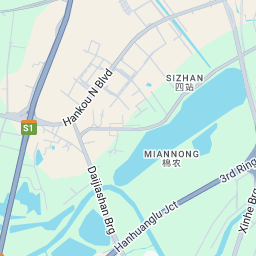 Hankou N Blvd
SIZHAN
四站
S1
MIANNONG
棉农
3rd Ring
Daijiashan Brg
Hanhuanglu-Jct
Xinhe Brg